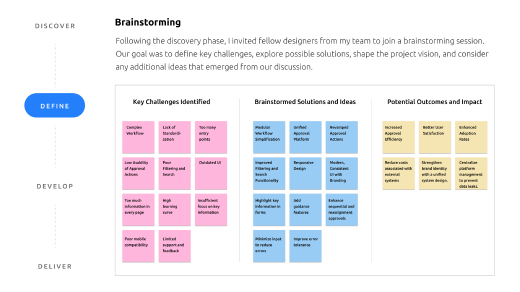 DISCOVER
DEFINE
DEVELOP
DELIVER
Brainstorming
Following the discovery phase, I invited fellow designers from my team to join a brainstorming session.
Our goal was to define key challenges, explore possible solutions, shape the project vision, and consider
any additional ideas that emerged from our discussion.
Key Challenges Identified
Complex
Workflow
Lack of
Standardi-
zation
Too many
entry
points
Low Usability
of Approval
Actions
Poor
Filtering and
Search
Outdated UI
Too much
information in
every page
High
learning
curve
Insufficient
focus on key
information
Poor mobile
compatibility
Limited
support and
feedback
Brainstormed Solutions and Ideas
Modular
Workflow
Simplification
Unified
Approval
Platform
Revamped
Approval
Actions
Improved
Filtering and
Search
Functionality
Responsive
Design
Modern,
Consistent
UI with
Branding
Highlight key
information in
forms
Add
guidance
features
Enhance
sequential and
reassignment
approvals
Minimize input
to reduce
errors
Improve error
tolerance
Potential Outcomes and Impact
Increased
Approval
Efficiency
Better User
Satisfaction
Enhanced
Adoption
Rates
Reduce costs
associated with
external
systems
Strengthen
brand identity
with a unified
system design.
Centralize
platform
management
to prevent
data leaks.